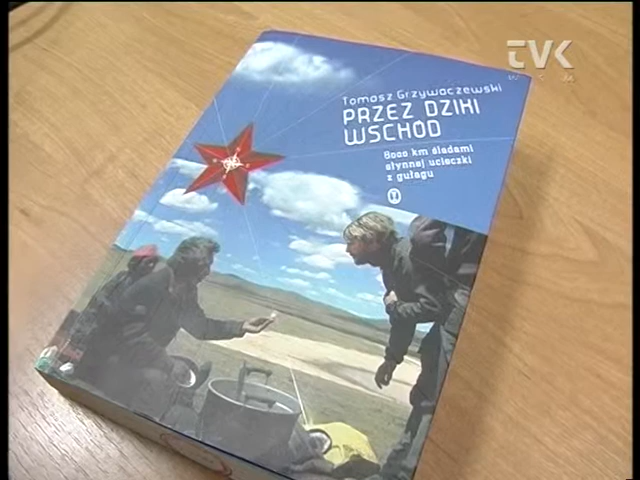 TVK
Tomasz Grzywaczewski
PRZEZ DZIKI
WSCHÓD
8000 km śladami
słynnej ucieczki
z gułagu